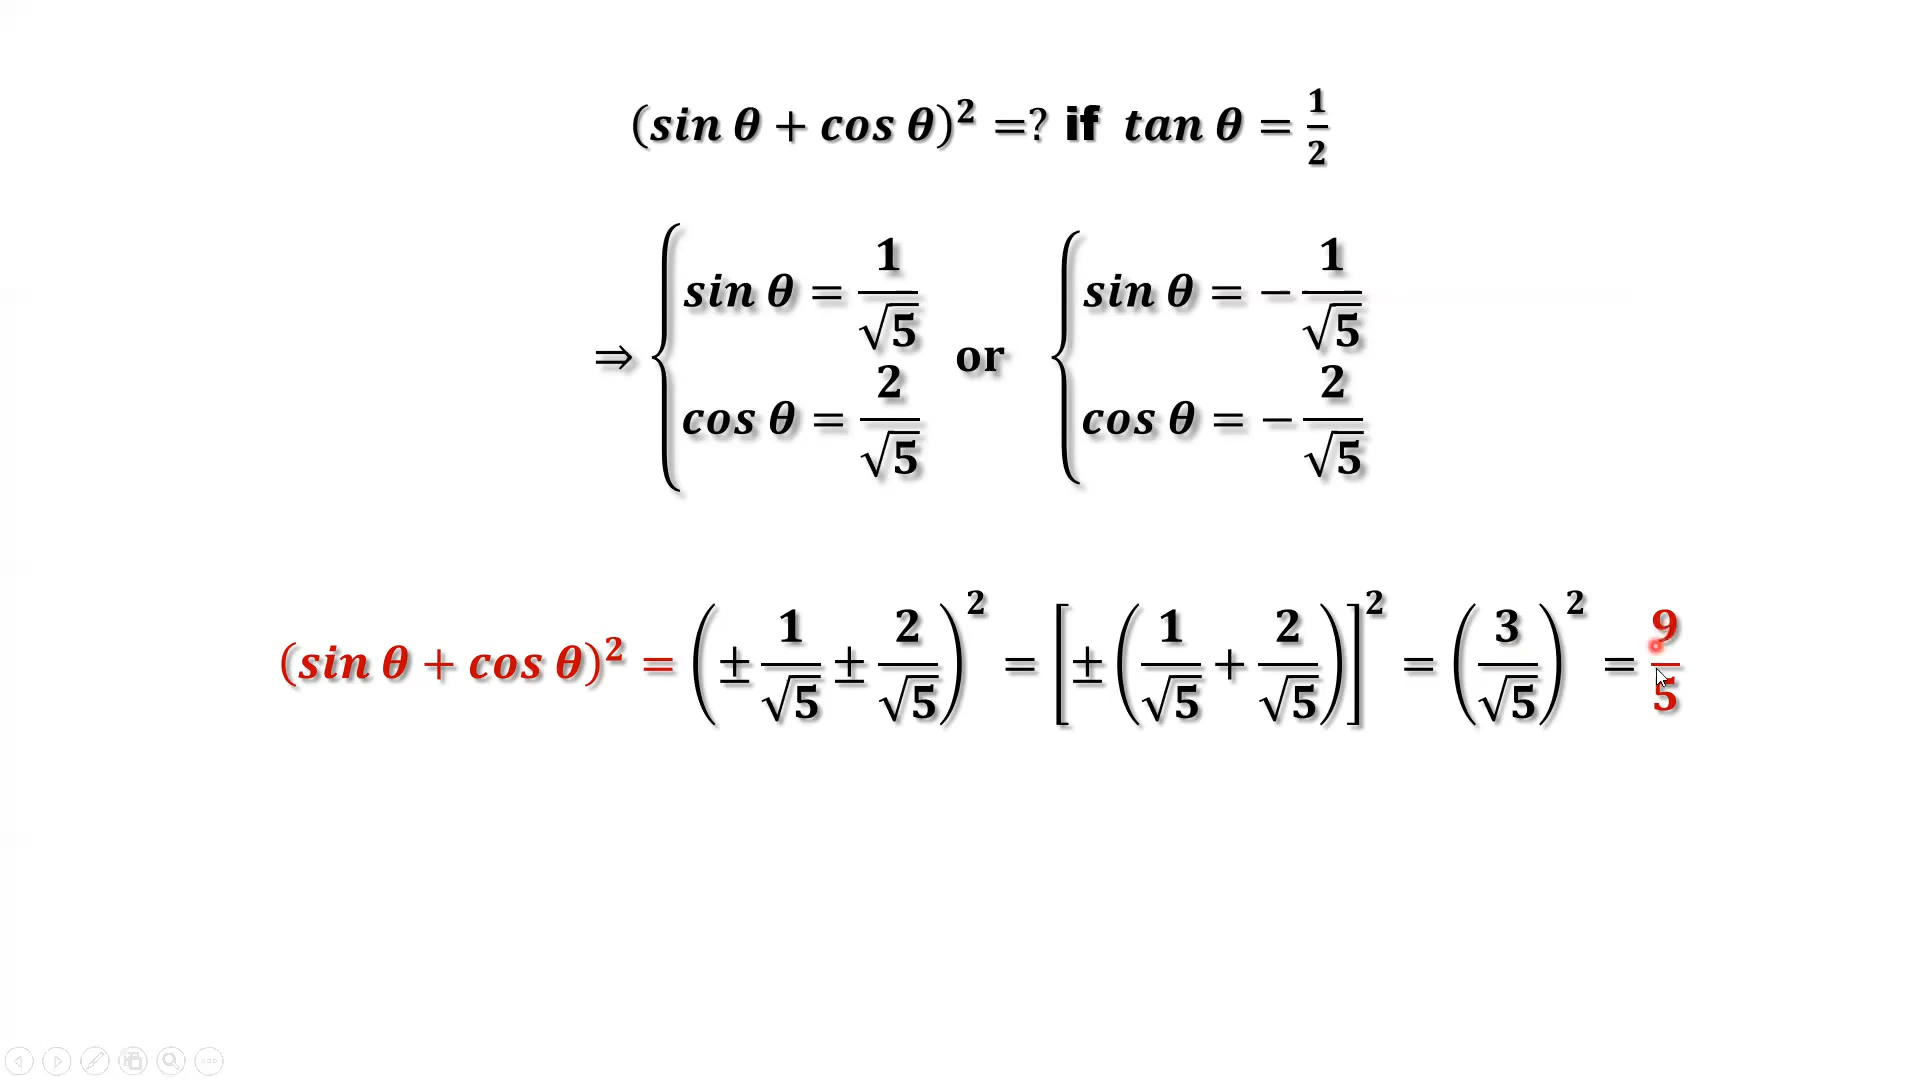 (sin θ + cos θ)² =? if tan θ = 1/2
⇒ { sin θ = 1/√5 cos θ = 2/√5 or { sin θ = −1/√5 cos θ = −2/√5
(sin θ + cos θ)² = (± 1/√5 ± 2/√5)² = [± (1/√5 + 2/√5)]² = (3/√5)² = 9/5